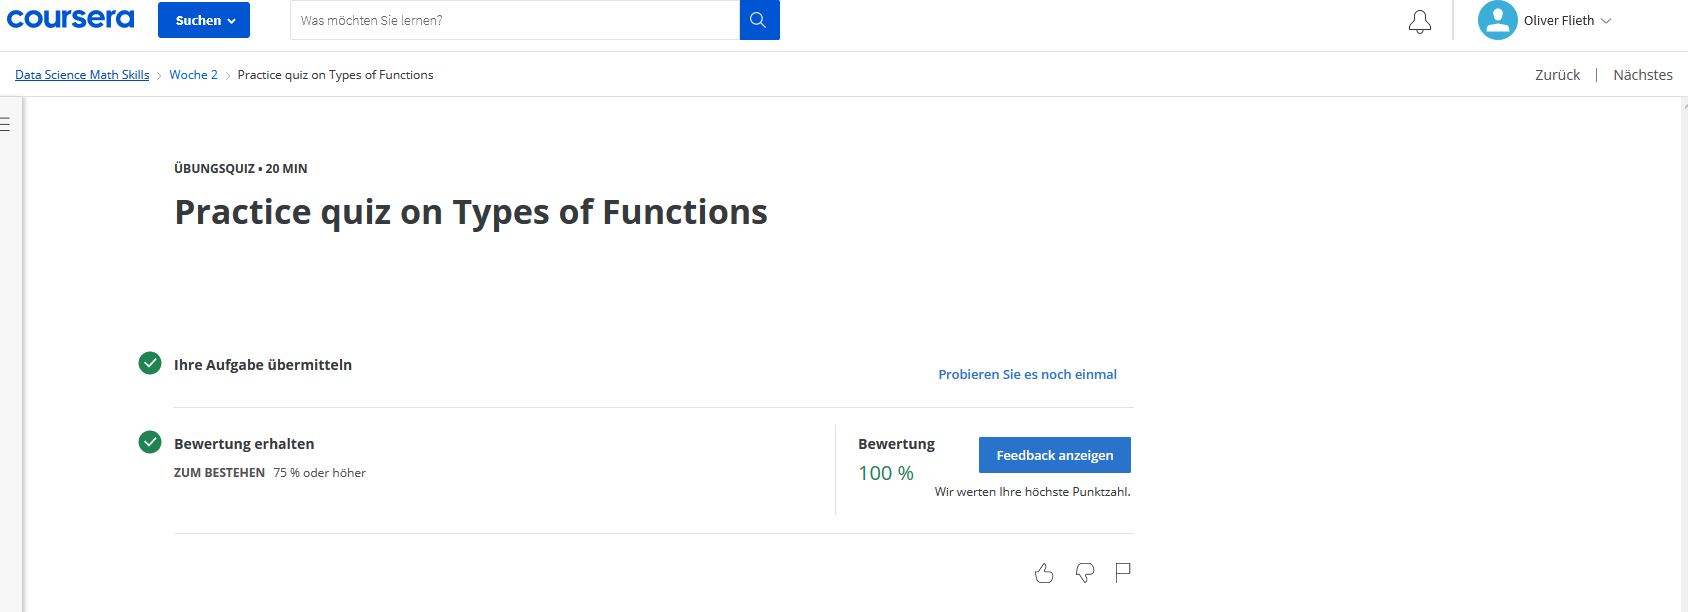 coursera
Suchen
Was möchten Sie lernen?
Oliver Flieth
Data Science Math Skills > Woche 2 > Practice quiz on Types of Functions
Zurück | Nächstes
ÜBUNGSQUIZ • 20 MIN
Practice quiz on Types of Functions
Ihre Aufgabe übermitteln
Probieren Sie es noch einmal
Bewertung erhalten
ZUM BESTEHEN 75 % oder höher
Bewertung
100 %
Feedback anzeigen
Wir werten Ihre höchste Punktzahl.